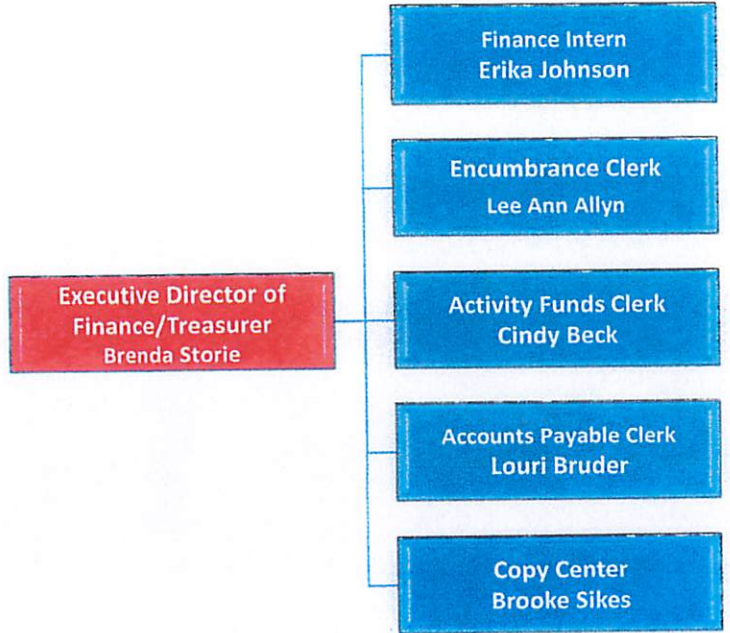 Finance Intern
Erika Johnson
Encumbrance Clerk
Lee Ann Allyn
Executive Director of
Finance/Treasurer
Brenda Storie
Activity Funds Clerk
Cindy Beck
Accounts Payable Clerk
Louri Bruder
Copy Center
Brooke Sikes